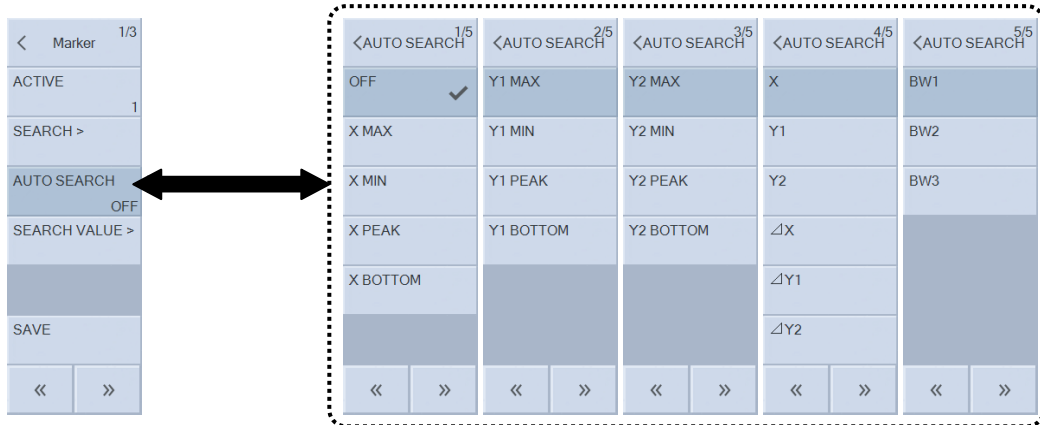 < Marker 1/3
ACTIVE
1
SEARCH >
AUTO SEARCH
OFF
SEARCH VALUE >
SAVE
« »
<AUTO SEARCH 1/5
OFF ✓
X MAX
X MIN
X PEAK
X BOTTOM
« »
<AUTO SEARCH 2/5
Y1 MAX
Y1 MIN
Y1 PEAK
Y1 BOTTOM
« »
<AUTO SEARCH 3/5
Y2 MAX
Y2 MIN
Y2 PEAK
Y2 BOTTOM
« »
<AUTO SEARCH 4/5
X
Y1
Y2
⊿X
⊿Y1
⊿Y2
« »
<AUTO SEARCH 5/5
BW1
BW2
BW3
« »